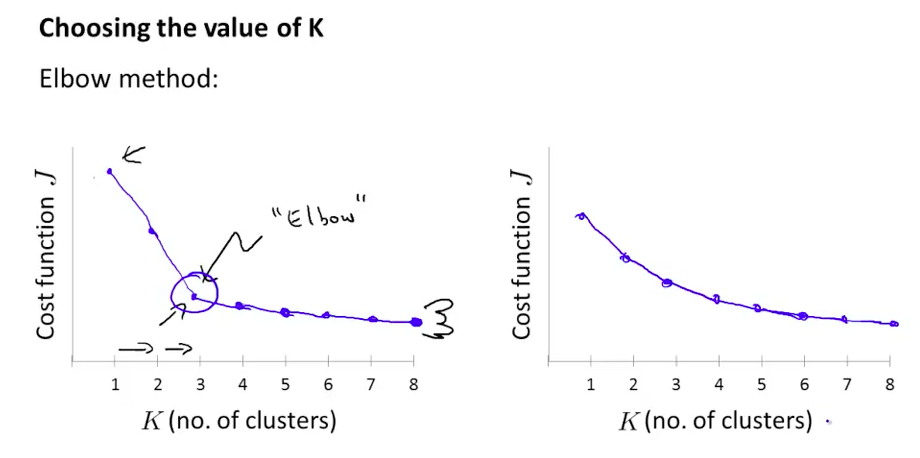 Choosing the value of K
Elbow method:
"Elbow"
Cost function J
1 2 3 4 5 6 7 8
K (no. of clusters)
Cost function J
1 2 3 4 5 6 7 8
K (no. of clusters)